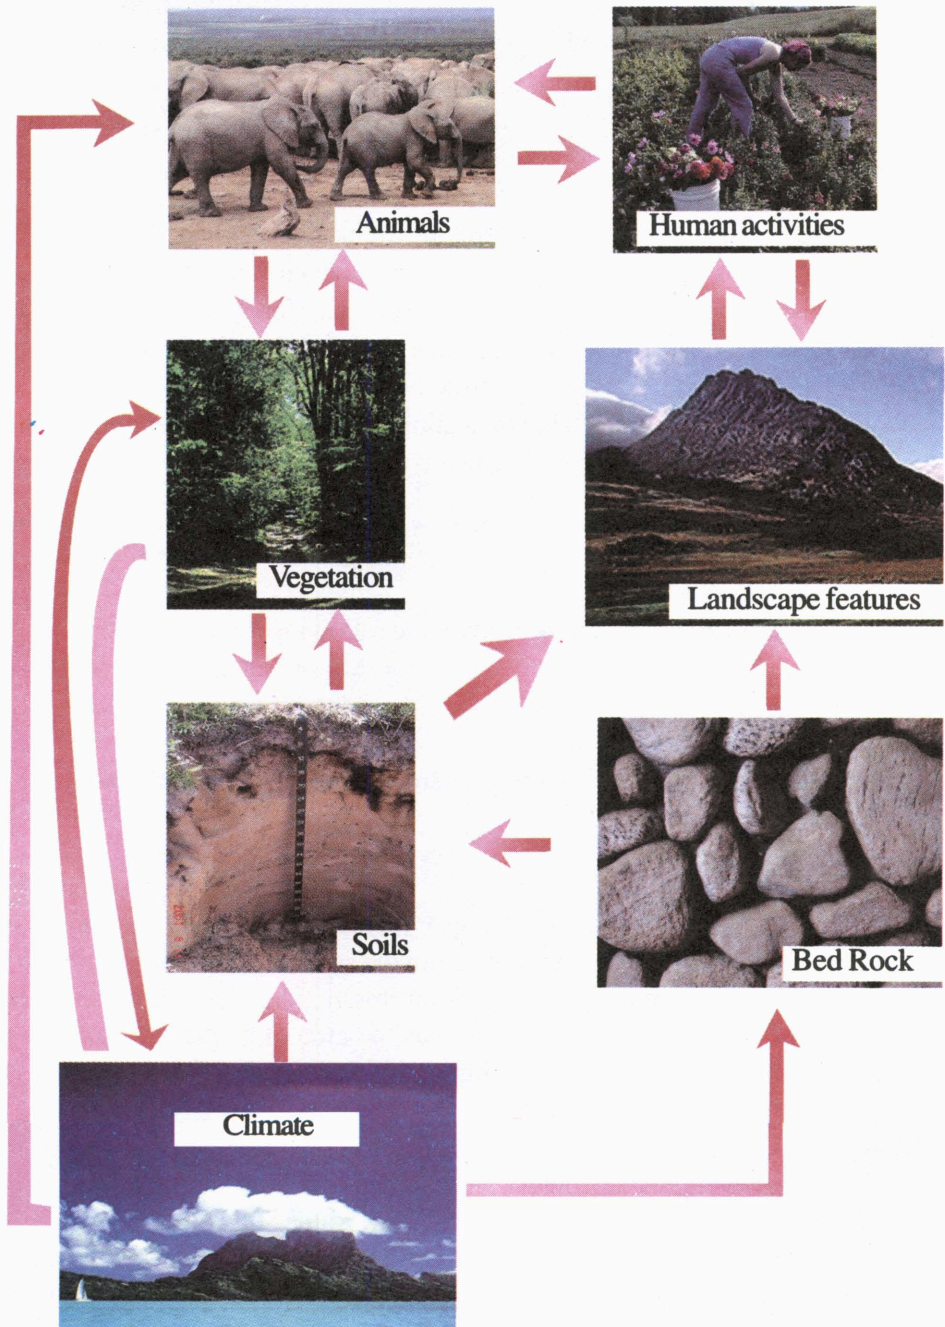 Animals
Human activities
Vegetation
Landscape features
Soils
Bed Rock
Climate